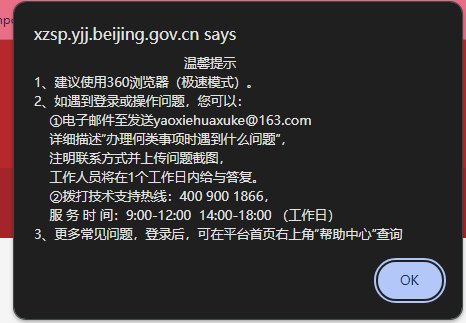 xzsp.yjj.beijing.gov.cn says
温馨提示
1、建议使用360浏览器（极速模式）。
2、如遇到登录或操作问题，您可以：
①电子邮件至发送yaoxiehuaxuke@163.com
详细描述“办理何类事项时遇到什么问题”，
注明联系方式并上传问题截图，
工作人员将在1个工作日内给与答复。
②拨打技术支持热线：400 900 1866，
服 务 时 间：9:00-12:00  14:00-18:00 （工作日）
3、更多常见问题，登录后，可在平台首页右上角“帮助中心”查询
OK